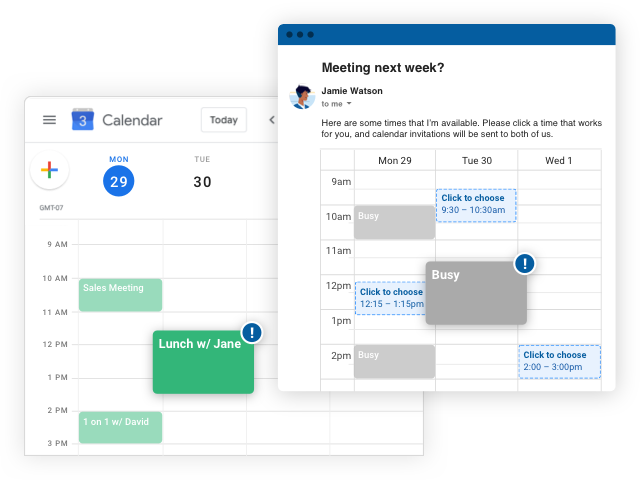 Meeting next week?
Jamie Watson
to me
Here are some times that I'm available. Please click a time that works
for you, and calendar invitations will be sent to both of us.
Mon 29 Tue 30 Wed 1
9am
Click to choose
9:30 – 10:30am
10am
Busy
11am
Busy
!
12pm
Click to choose
12:15 – 1:15pm
1pm
2pm
Busy
Click to choose
2:00 – 3:00pm
3
Calendar
Today
MON TUE
29 30
GMT-07
9 AM
10 AM
Sales Meeting
11 AM
12 PM
Lunch w/ Jane
!
1 PM
2 PM
1 on 1 w/ David
3 PM